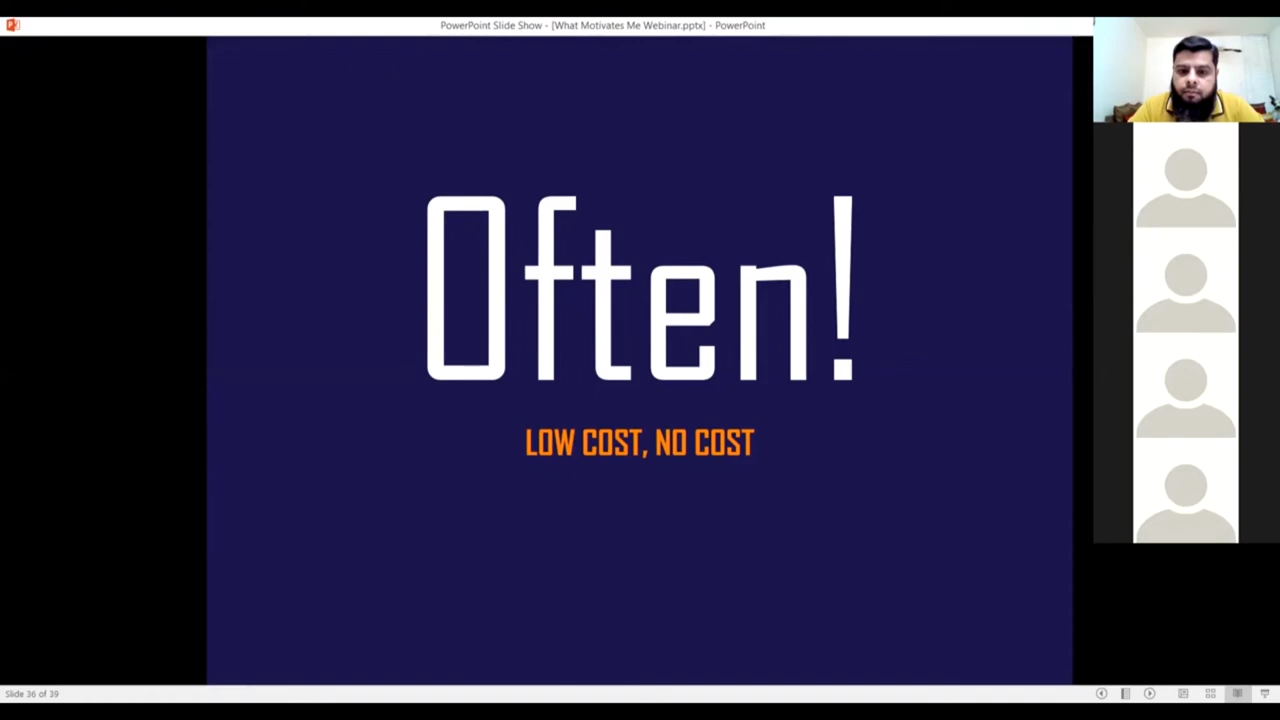 PowerPoint Slide Show - [What Motivates Me Webinar.pptx] - PowerPoint
Often!
LOW COST, NO COST
Slide 36 of 39